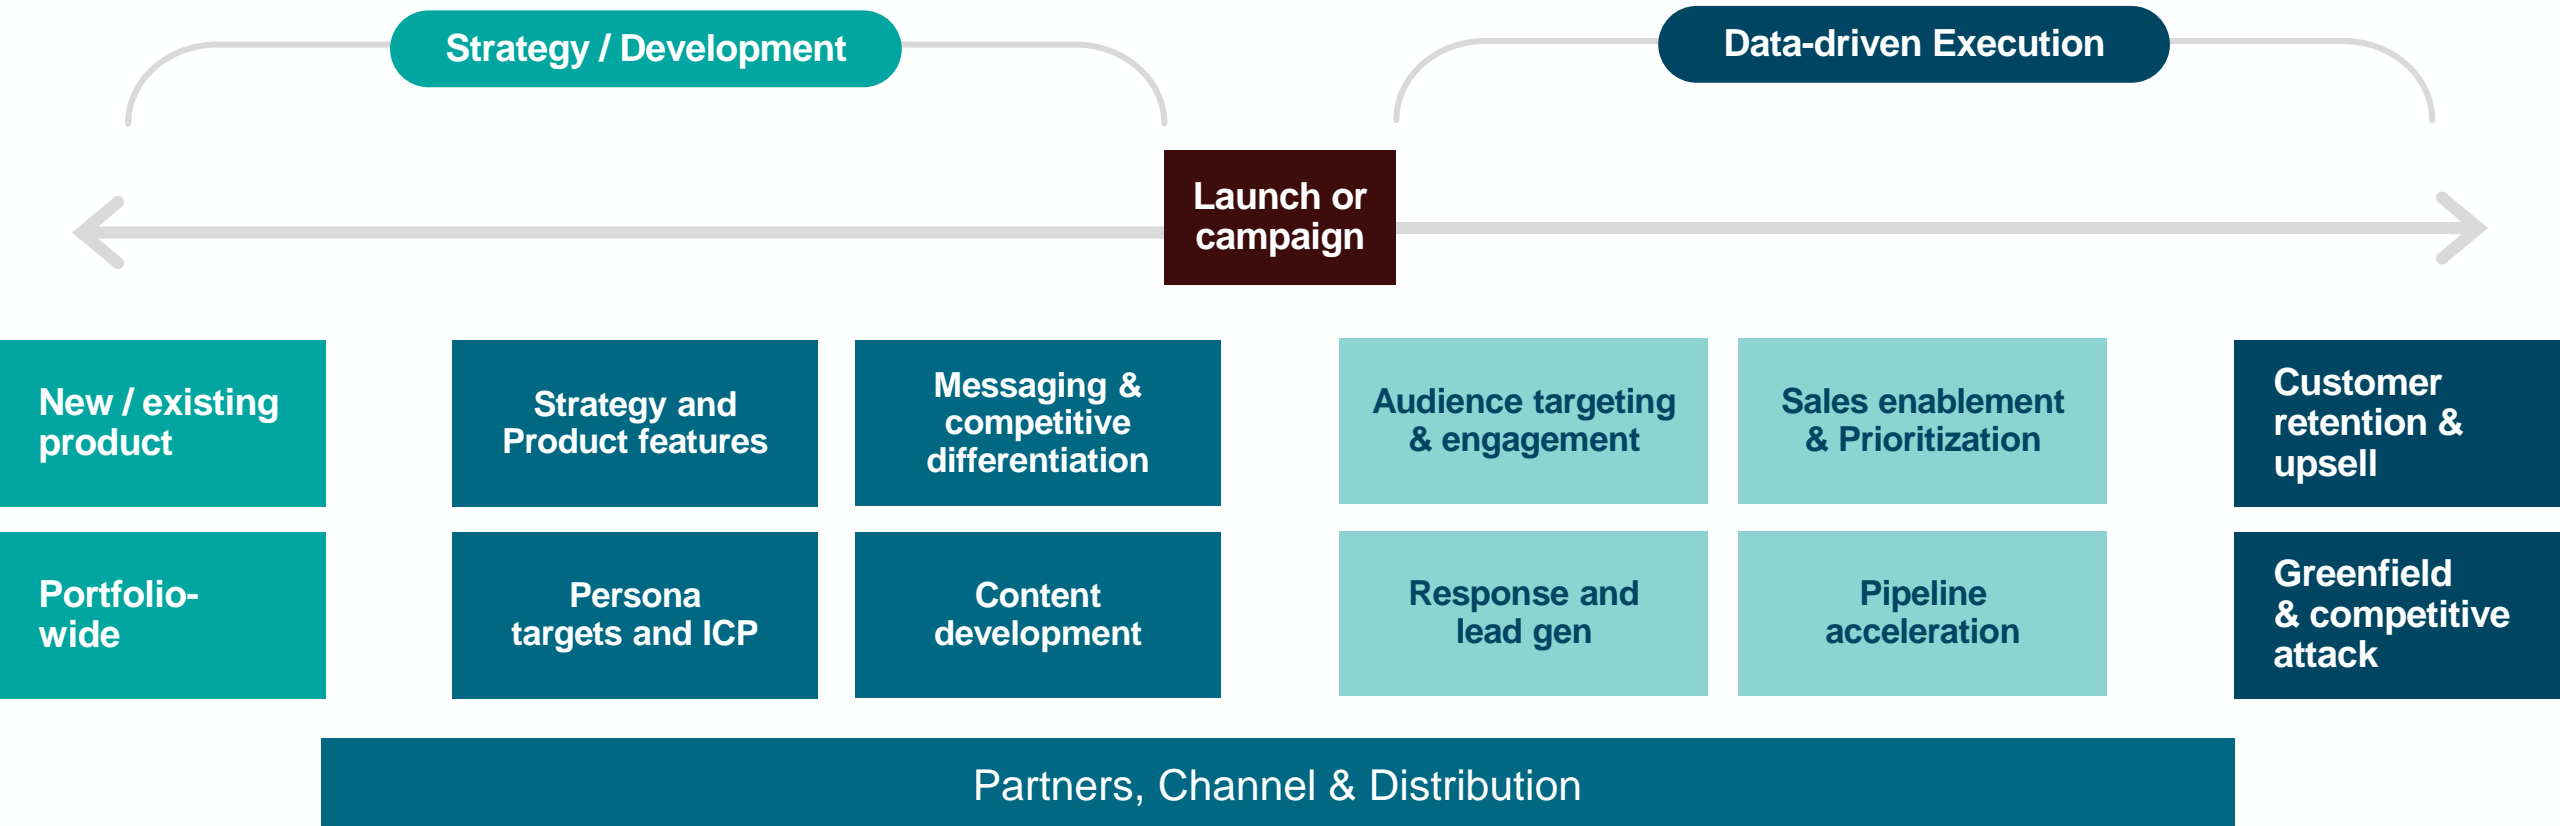 Strategy / Development
Data-driven Execution
Launch or
campaign
New / existing
product
Strategy and
Product features
Messaging &
competitive
differentiation
Audience targeting
& engagement
Sales enablement
& Prioritization
Customer
retention &
upsell
Portfolio-
wide
Persona
targets and ICP
Content
development
Response and
lead gen
Pipeline
acceleration
Greenfield
& competitive
attack
Partners, Channel & Distribution